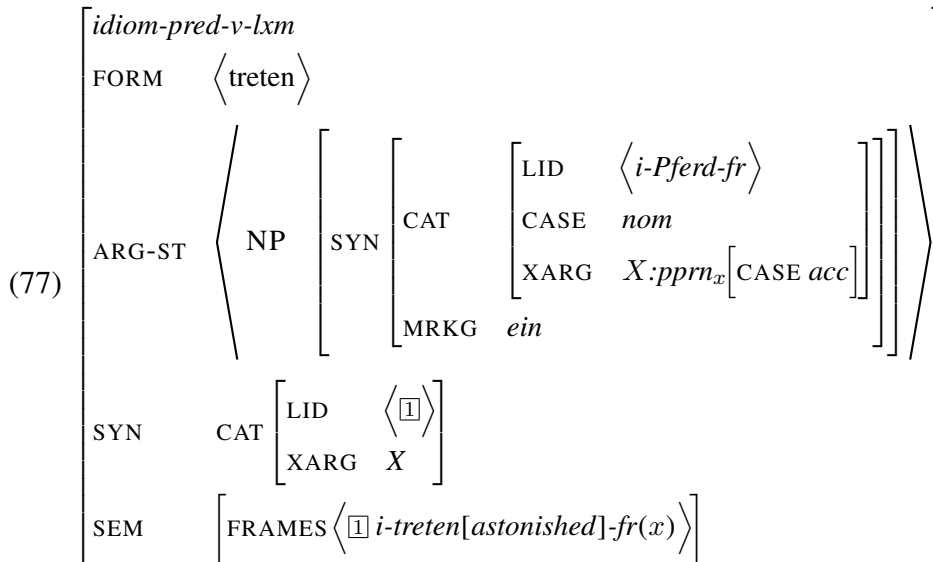 idiom-pred-v-lxm
FORM ⟨treten⟩
LID ⟨i-Pferd-fr⟩
CAT CASE nom
ARG-ST ⟨ NP [SYN XARG X:pprnₓ[CASE acc]
MRKG ein
(77)
SYN CAT [LID ⟨1⟩
XARG X]
SEM [FRAMES⟨1 i-treten[astonished]-fr(x)⟩]